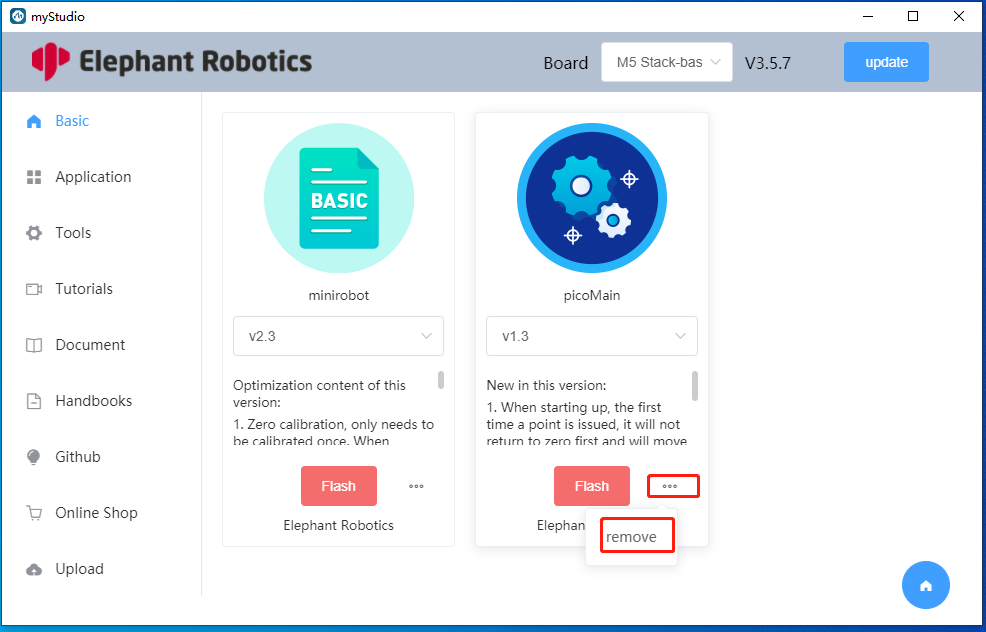 myStudio
Elephant Robotics
Board
M5 Stack-bas
V3.5.7
update
Basic
Application
Tools
Tutorials
Document
Handbooks
Github
Online Shop
Upload
BASIC
minirobot
v2.3
Optimization content of this
version:
1. Zero calibration, only needs to
be calibrated once. When
Flash
Elephant Robotics
picoMain
v1.3
New in this version:
1. When starting up, the first
time a point is issued, it will not
return to zero first and will move
Flash
Elephan
remove